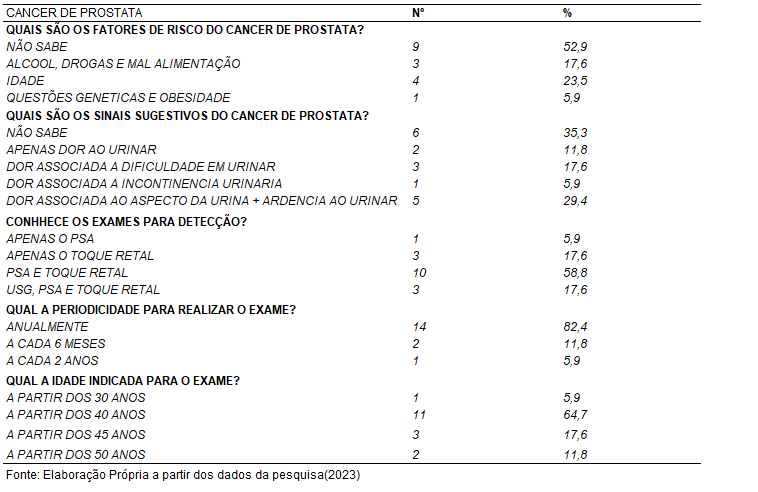 CANCER DE PROSTATA Nº %
QUAIS SÃO OS FATORES DE RISCO DO CANCER DE PROSTATA?
NÃO SABE 9 52,9
ALCOOL, DROGAS E MAL ALIMENTAÇÃO 3 17,6
IDADE 4 23,5
QUESTÕES GENETICAS E OBESIDADE 1 5,9
QUAIS SÃO OS SINAIS SUGESTIVOS DO CANCER DE PROSTATA?
NÃO SABE 6 35,3
APENAS DOR AO URINAR 2 11,8
DOR ASSOCIADA A DIFICULDADE EM URINAR 3 17,6
DOR ASSOCIADA A INCONTINENCIA URINARIA 1 5,9
DOR ASSOCIADA AO ASPECTO DA URINA + ARDENCIA AO URINAR 5 29,4
CONHHECE OS EXAMES PARA DETECÇÃO?
APENAS O PSA 1 5,9
APENAS O TOQUE RETAL 3 17,6
PSA E TOQUE RETAL 10 58,8
USG, PSA E TOQUE RETAL 3 17,6
QUAL A PERIODICIDADE PARA REALIZAR O EXAME?
ANUALMENTE 14 82,4
A CADA 6 MESES 2 11,8
A CADA 2 ANOS 1 5,9
QUAL A IDADE INDICADA PARA O EXAME?
A PARTIR DOS 30 ANOS 1 5,9
A PARTIR DOS 40 ANOS 11 64,7
A PARTIR DOS 45 ANOS 3 17,6
A PARTIR DOS 50 ANOS 2 11,8
Fonte: Elaboração Própria a partir dos dados da pesquisa(2023)